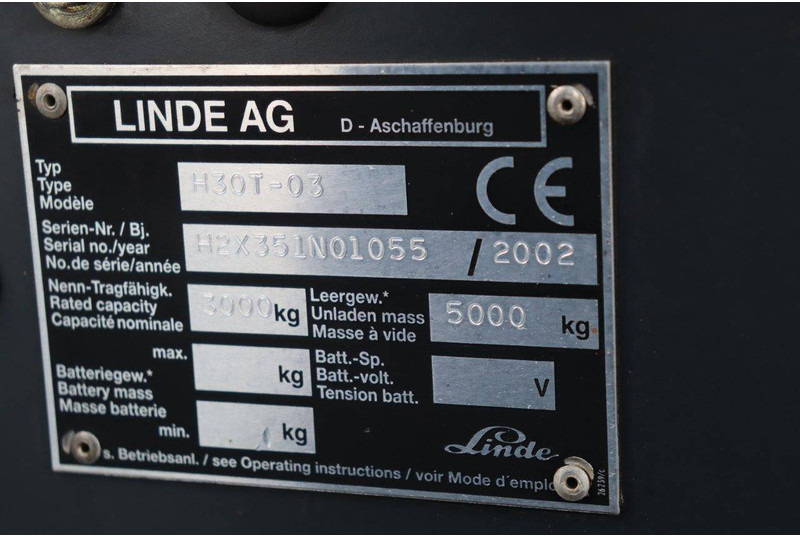 LINDE AG D - Aschaffenburg
Typ
Type
Modèle
H30T-03
CE
Serien-Nr. / Bj.
Serial no./year
No.de série/année
H2X351N01055 / 2002
Nenn-Tragfähigk.
Rated capacity
Capacité nominale
3000 kg
Leergew.*
Unladen mass
Masse à vide
5000 kg
max.
kg
Batteriegew.*
Battery mass
Masse batterie
min.
kg
Batt.-Sp.
Batt.-volt.
Tension batt.
V
Linde
s. Betriebsanl. / see Operating instructions / voir Mode d'emplo